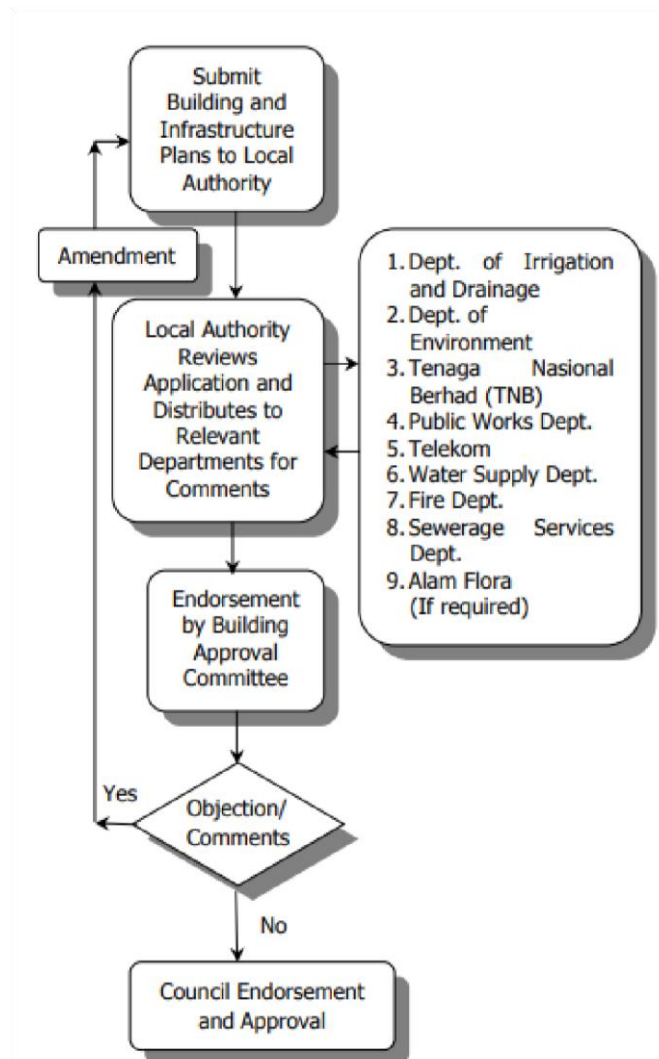 Submit
Building and
Infrastructure
Plans to Local
Authority
Amendment
Local Authority
Reviews
Application and
Distributes to
Relevant
Departments for
Comments
1. Dept. of Irrigation
and Drainage
2. Dept. of
Environment
3. Tenaga Nasional
Berhad (TNB)
4. Public Works Dept.
5. Telekom
6. Water Supply Dept.
7. Fire Dept.
8. Sewerage Services
Dept.
9. Alam Flora
(If required)
Endorsement
by Building
Approval
Committee
Yes
Objection/
Comments
No
Council Endorsement
and Approval